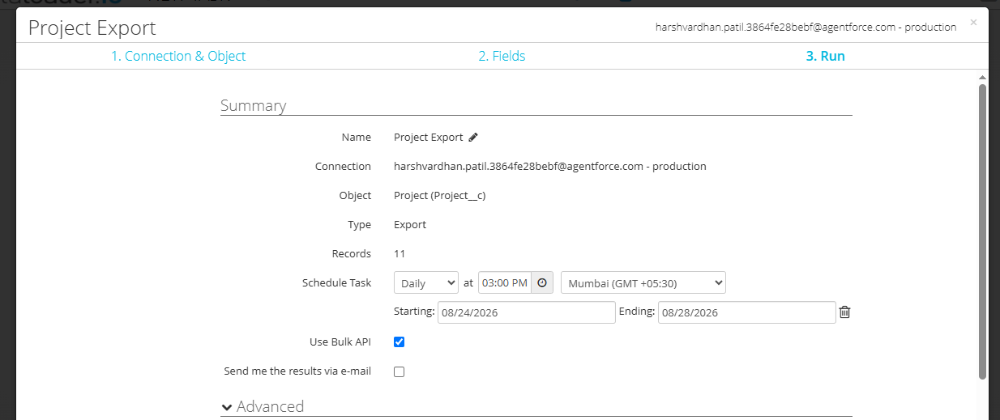 Project Export
harshvardhan.patil.3864fe28bebf@agentforce.com - production
×
1. Connection & Object
2. Fields
3. Run
Summary
Name Project Export
Connection harshvardhan.patil.3864fe28bebf@agentforce.com - production
Object Project (Project__c)
Type Export
Records 11
Schedule Task Daily at 03:00 PM Mumbai (GMT +05:30)
Starting: 08/24/2026 Ending: 08/28/2026
Use Bulk API
Send me the results via e-mail
Advanced